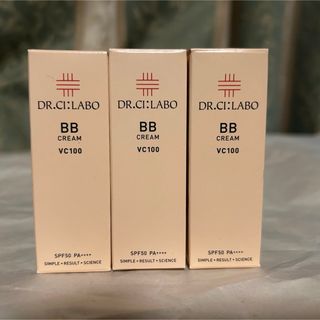 DR.CI:LABO
BB
CREAM
VC100
SPF50 PA++++
SIMPLE•RESULT•SCIENCE
DR.CI:LABO
BB
CREAM
VC100
SPF50 PA++++
SIMPLE•RESULT•SCIENCE
DR.CI:LABO
BB
CREAM
VC100
SPF50 PA++++
SIMPLE•RESULT•SCIENCE